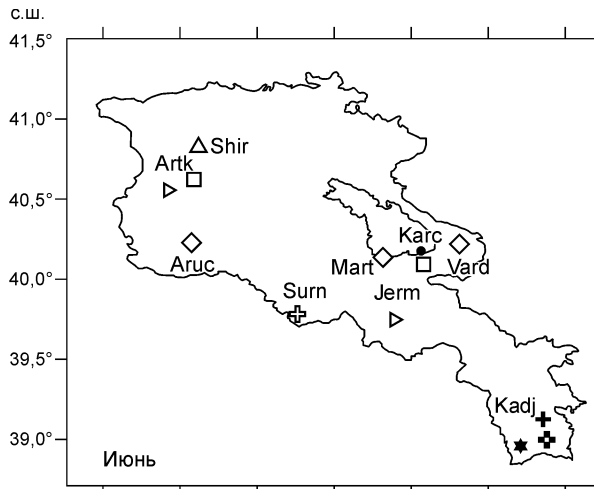 с.ш.
41,5°
41,0°
Shir
Artk
40,5°
Karc
Aruc
Mart
Vard
40,0°
Surn
Jerm
39,5°
Kadj
39,0°
Июнь